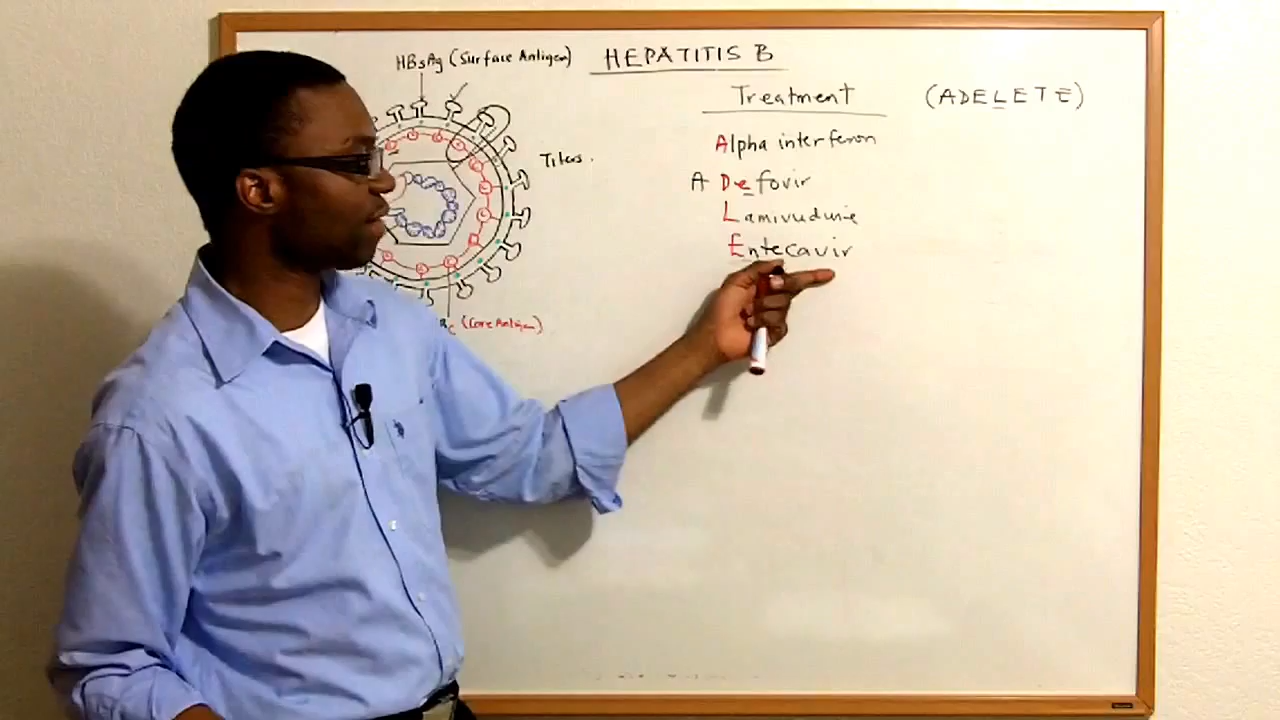 HEPATITIS B
HBsAg (Surface Antigen)
Treatment (ADELETE)
Alpha interferon
A Defovir
Lamivudine
Entecavir
Titers.
(Core Antigen)